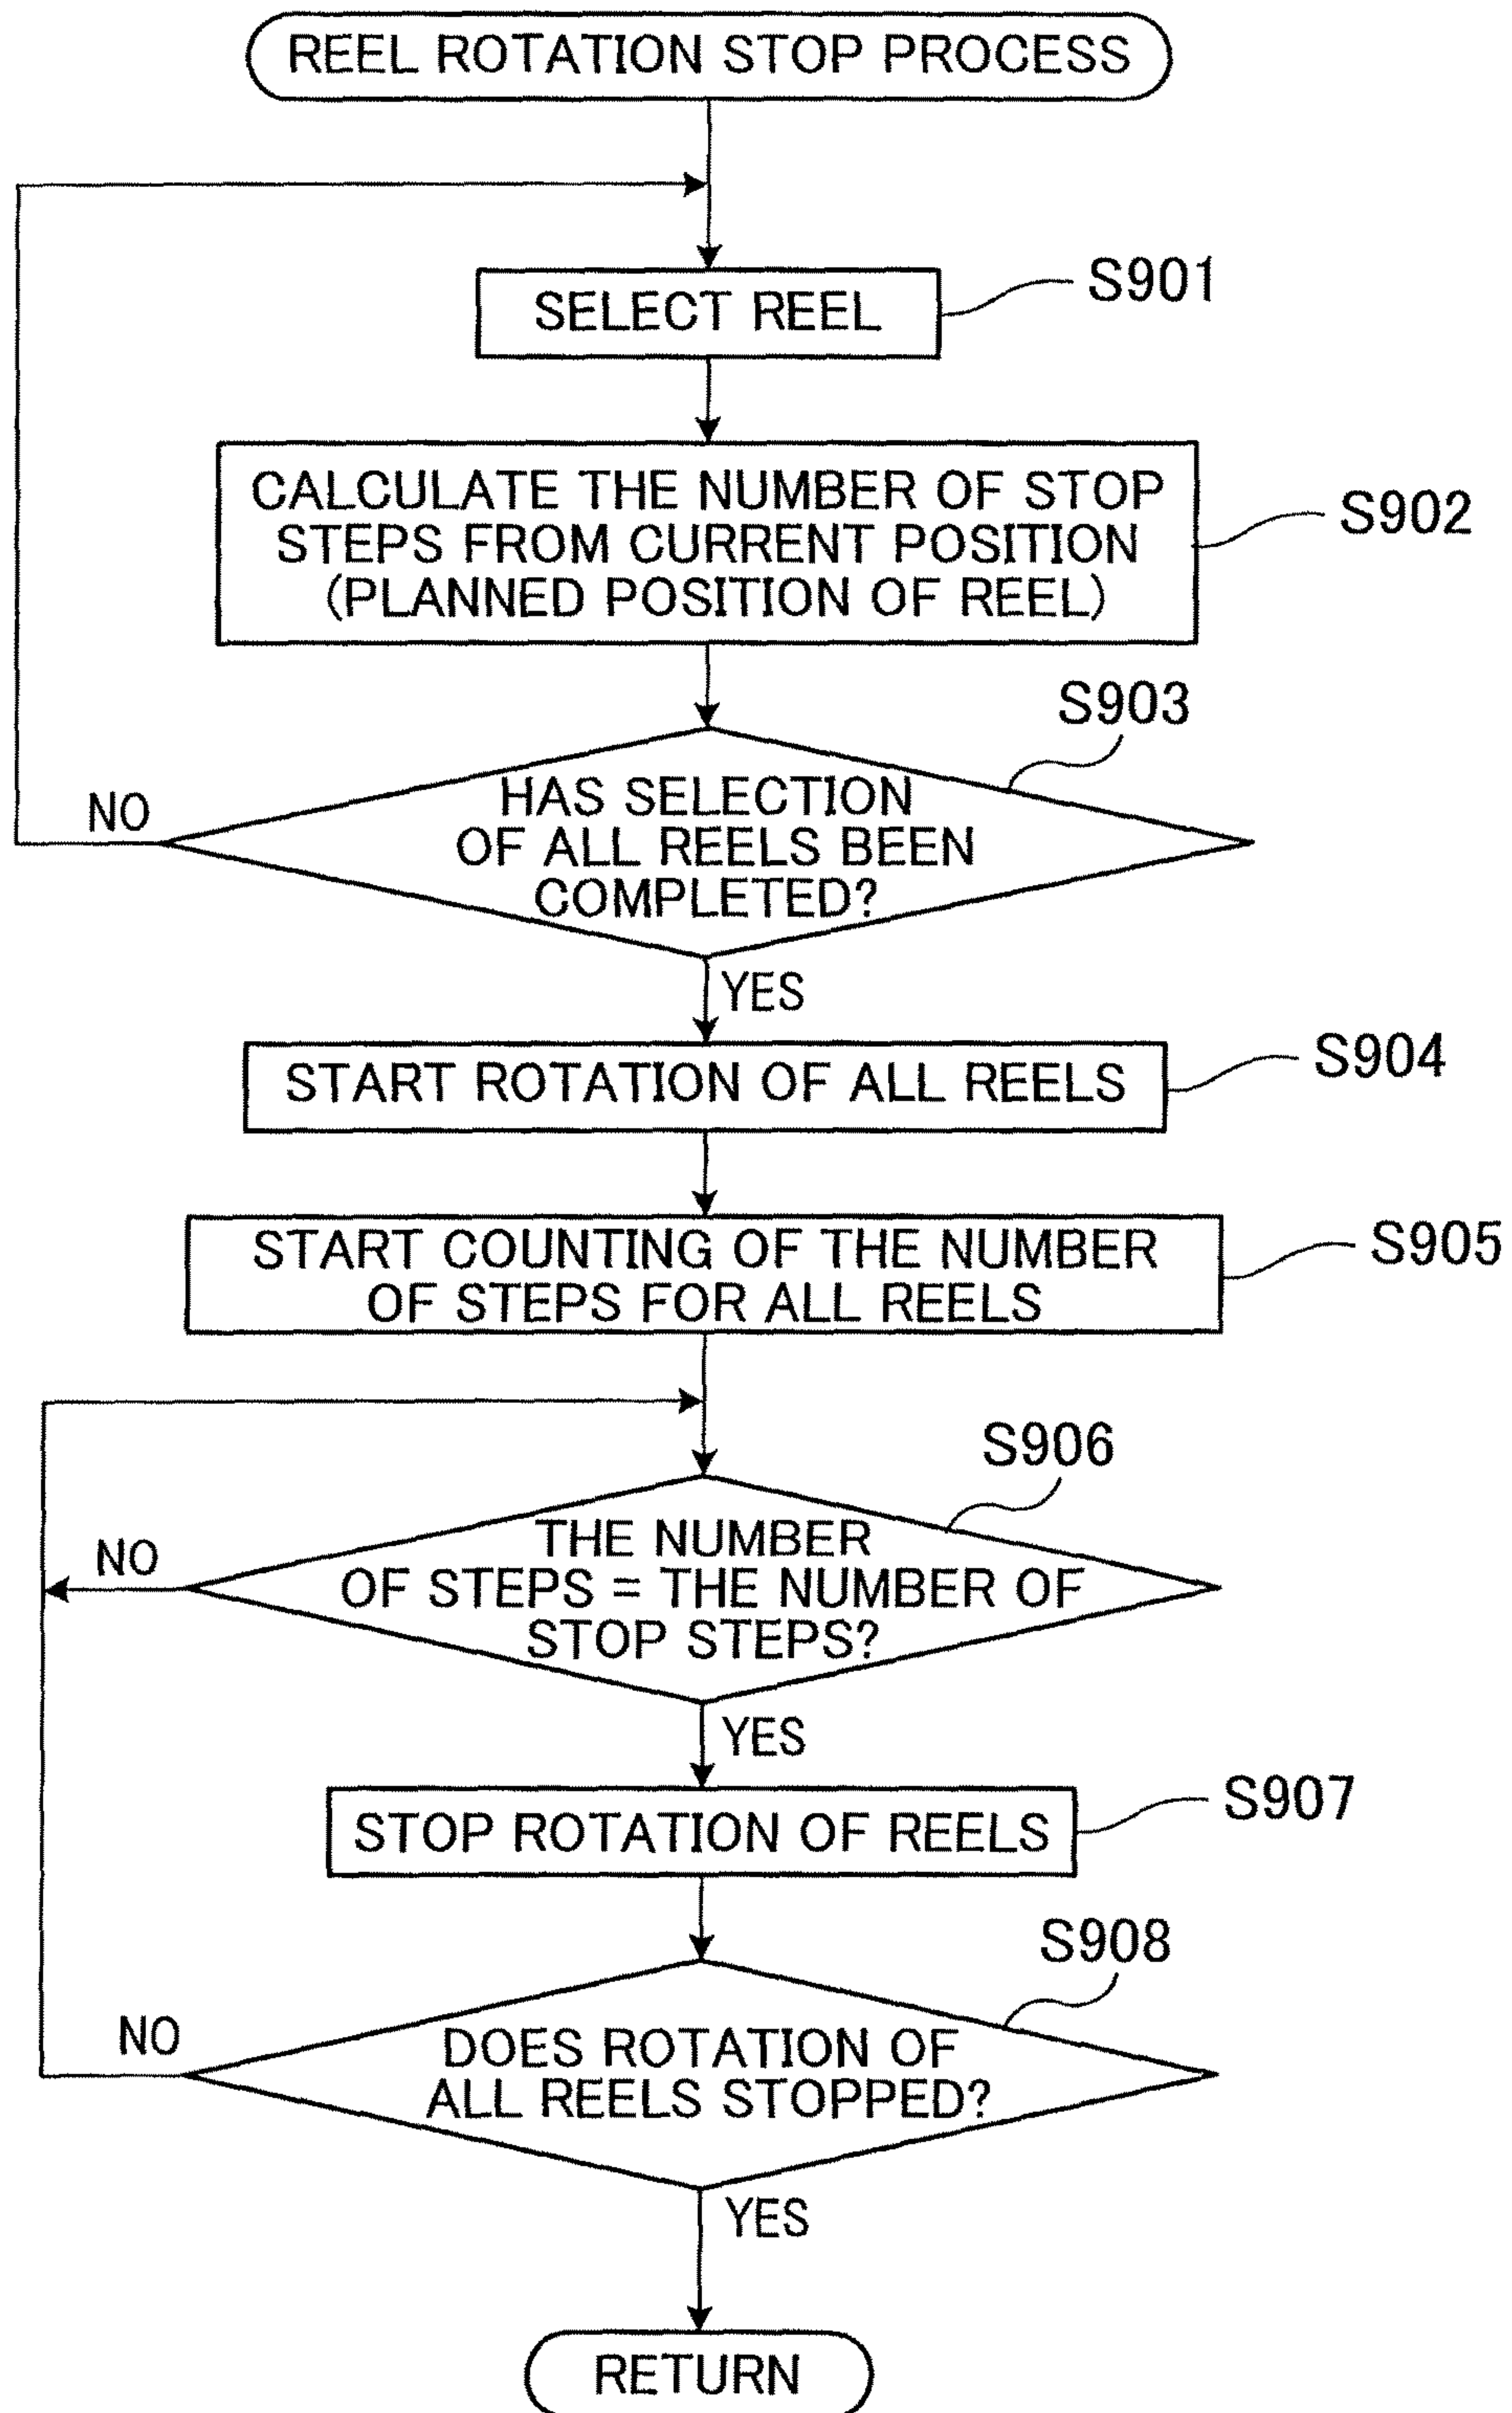 REEL ROTATION STOP PROCESS
SELECT REEL
S901
CALCULATE THE NUMBER OF STOP
STEPS FROM CURRENT POSITION
(PLANNED POSITION OF REEL)
S902
S903
HAS SELECTION
OF ALL REELS BEEN
COMPLETED?
NO
YES
START ROTATION OF ALL REELS
S904
START COUNTING OF THE NUMBER
OF STEPS FOR ALL REELS
S905
S906
THE NUMBER
OF STEPS = THE NUMBER OF
STOP STEPS?
NO
YES
STOP ROTATION OF REELS
S907
S908
DOES ROTATION OF
ALL REELS STOPPED?
NO
YES
RETURN